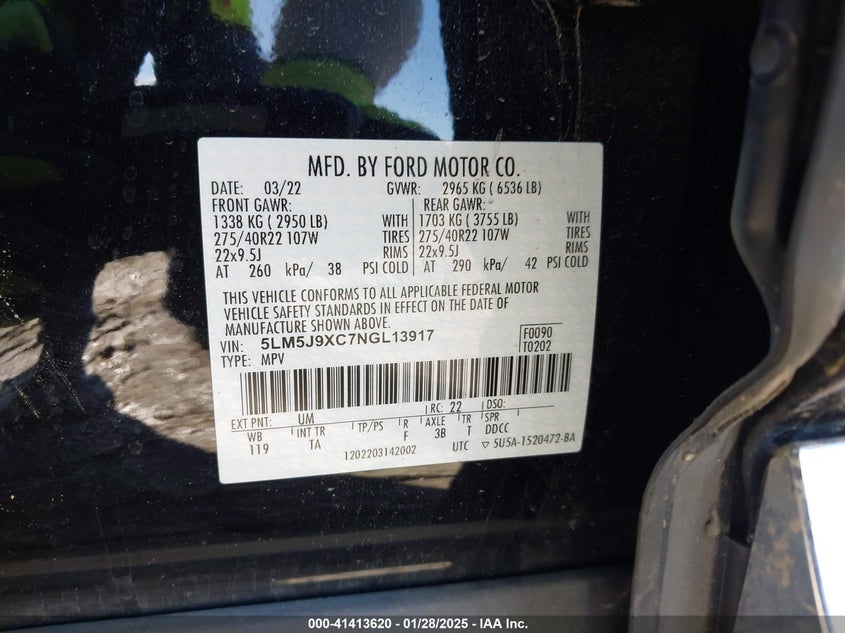 MFD. BY FORD MOTOR CO.
DATE: 03/22 GVWR: 2965 KG ( 6536 LB)
FRONT GAWR: REAR GAWR:
1338 KG ( 2950 LB) WITH 1703 KG ( 3755 LB) WITH
275/40R22 107W TIRES 275/40R22 107W TIRES
22x9.5J RIMS 22x9.5J RIMS
AT 260 kPa/ 38 PSI COLD AT 290 kPa/ 42 PSI COLD
THIS VEHICLE CONFORMS TO ALL APPLICABLE FEDERAL MOTOR
VEHICLE SAFETY STANDARDS IN EFFECT ON THE DATE OF
MANUFACTURE SHOWN ABOVE.
VIN: 5LM5J9XC7NGL13917 F0090
TYPE: MPV T0202
EXT PNT: UM RC: 22 DSO:
WB INT TR TP/PS R AXLE TR SPR
119 TA F 3B T DDCC
1202203142002 UTC ▽ 5U5A-1520472-BA
000-41413620 / 01/28/2025 - IAA Inc.